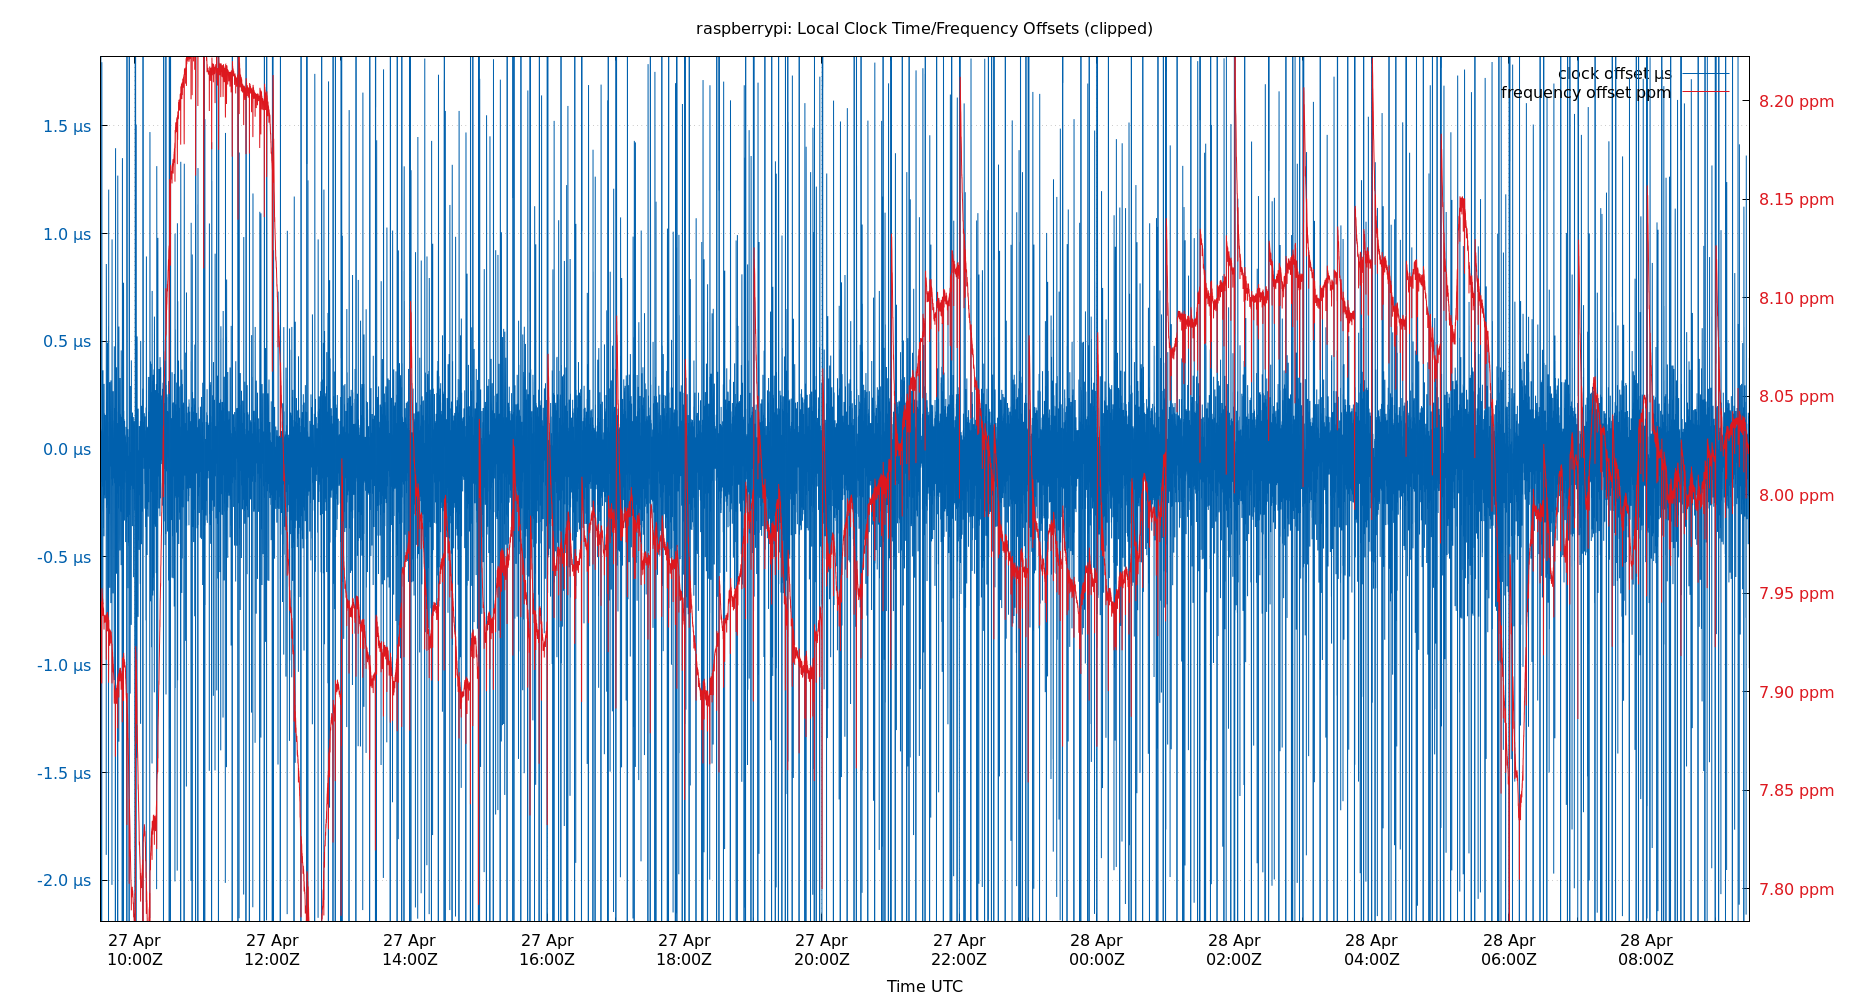 raspberrypi: Local Clock Time/Frequency Offsets (clipped)
clock offset µs
frequency offset ppm
1.5 µs
1.0 µs
0.5 µs
0.0 µs
-0.5 µs
-1.0 µs
-1.5 µs
-2.0 µs
8.20 ppm
8.15 ppm
8.10 ppm
8.05 ppm
8.00 ppm
7.95 ppm
7.90 ppm
7.85 ppm
7.80 ppm
27 Apr 27 Apr 27 Apr 27 Apr 27 Apr 27 Apr 27 Apr 28 Apr 28 Apr 28 Apr 28 Apr 28 Apr
10:00Z 12:00Z 14:00Z 16:00Z 18:00Z 20:00Z 22:00Z 00:00Z 02:00Z 04:00Z 06:00Z 08:00Z
Time UTC